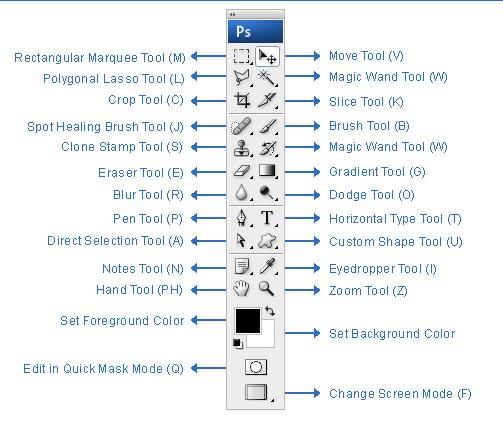 Ps
Rectangular Marquee Tool (M)
Move Tool (V)
Polygonal Lasso Tool (L)
Magic Wand Tool (W)
Crop Tool (C)
Slice Tool (K)
Spot Healing Brush Tool (J)
Brush Tool (B)
Clone Stamp Tool (S)
Magic Wand Tool (W)
Eraser Tool (E)
Gradient Tool (G)
Blur Tool (R)
Dodge Tool (O)
Pen Tool (P)
Horizontal Type Tool (T)
Direct Selection Tool (A)
Custom Shape Tool (U)
Notes Tool (N)
Eyedropper Tool (I)
Hand Tool (PH)
Zoom Tool (Z)
Set Foreground Color
Set Background Color
Edit in Quick Mask Mode (Q)
Change Screen Mode (F)